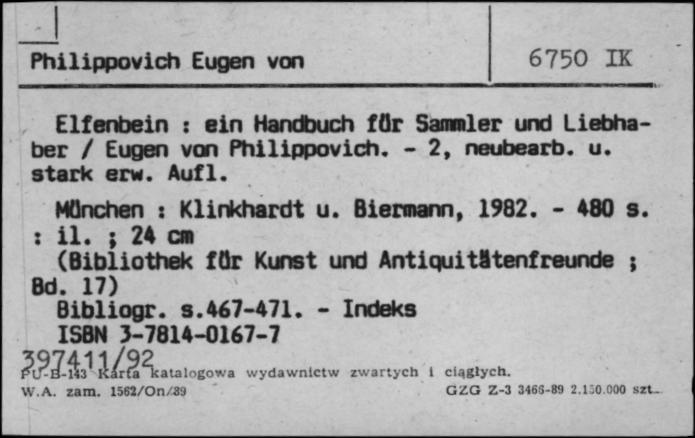 Philippovich Eugen von
6750 IK
Elfenbein : ein Handbuch für Sammler und Liebha-
ber / Eugen von Philippovich. - 2, neubearb. u.
stark erw. Aufl.
München : Klinkhardt u. Biermann, 1982. - 480 s.
: il. ; 24 cm
(Bibliothek für Kunst und Antiquitätenfreunde ;
Bd. 17)
Bibliogr. s.467-471. - Indeks
ISBN 3-7814-0167-7
397411/92
PU-B-143 Karta katalogowa wydawnictw zwartych i ciągłych.
W.A. zam. 1562/On/89 GZG Z-3 3466-89 2.150.000 szt.